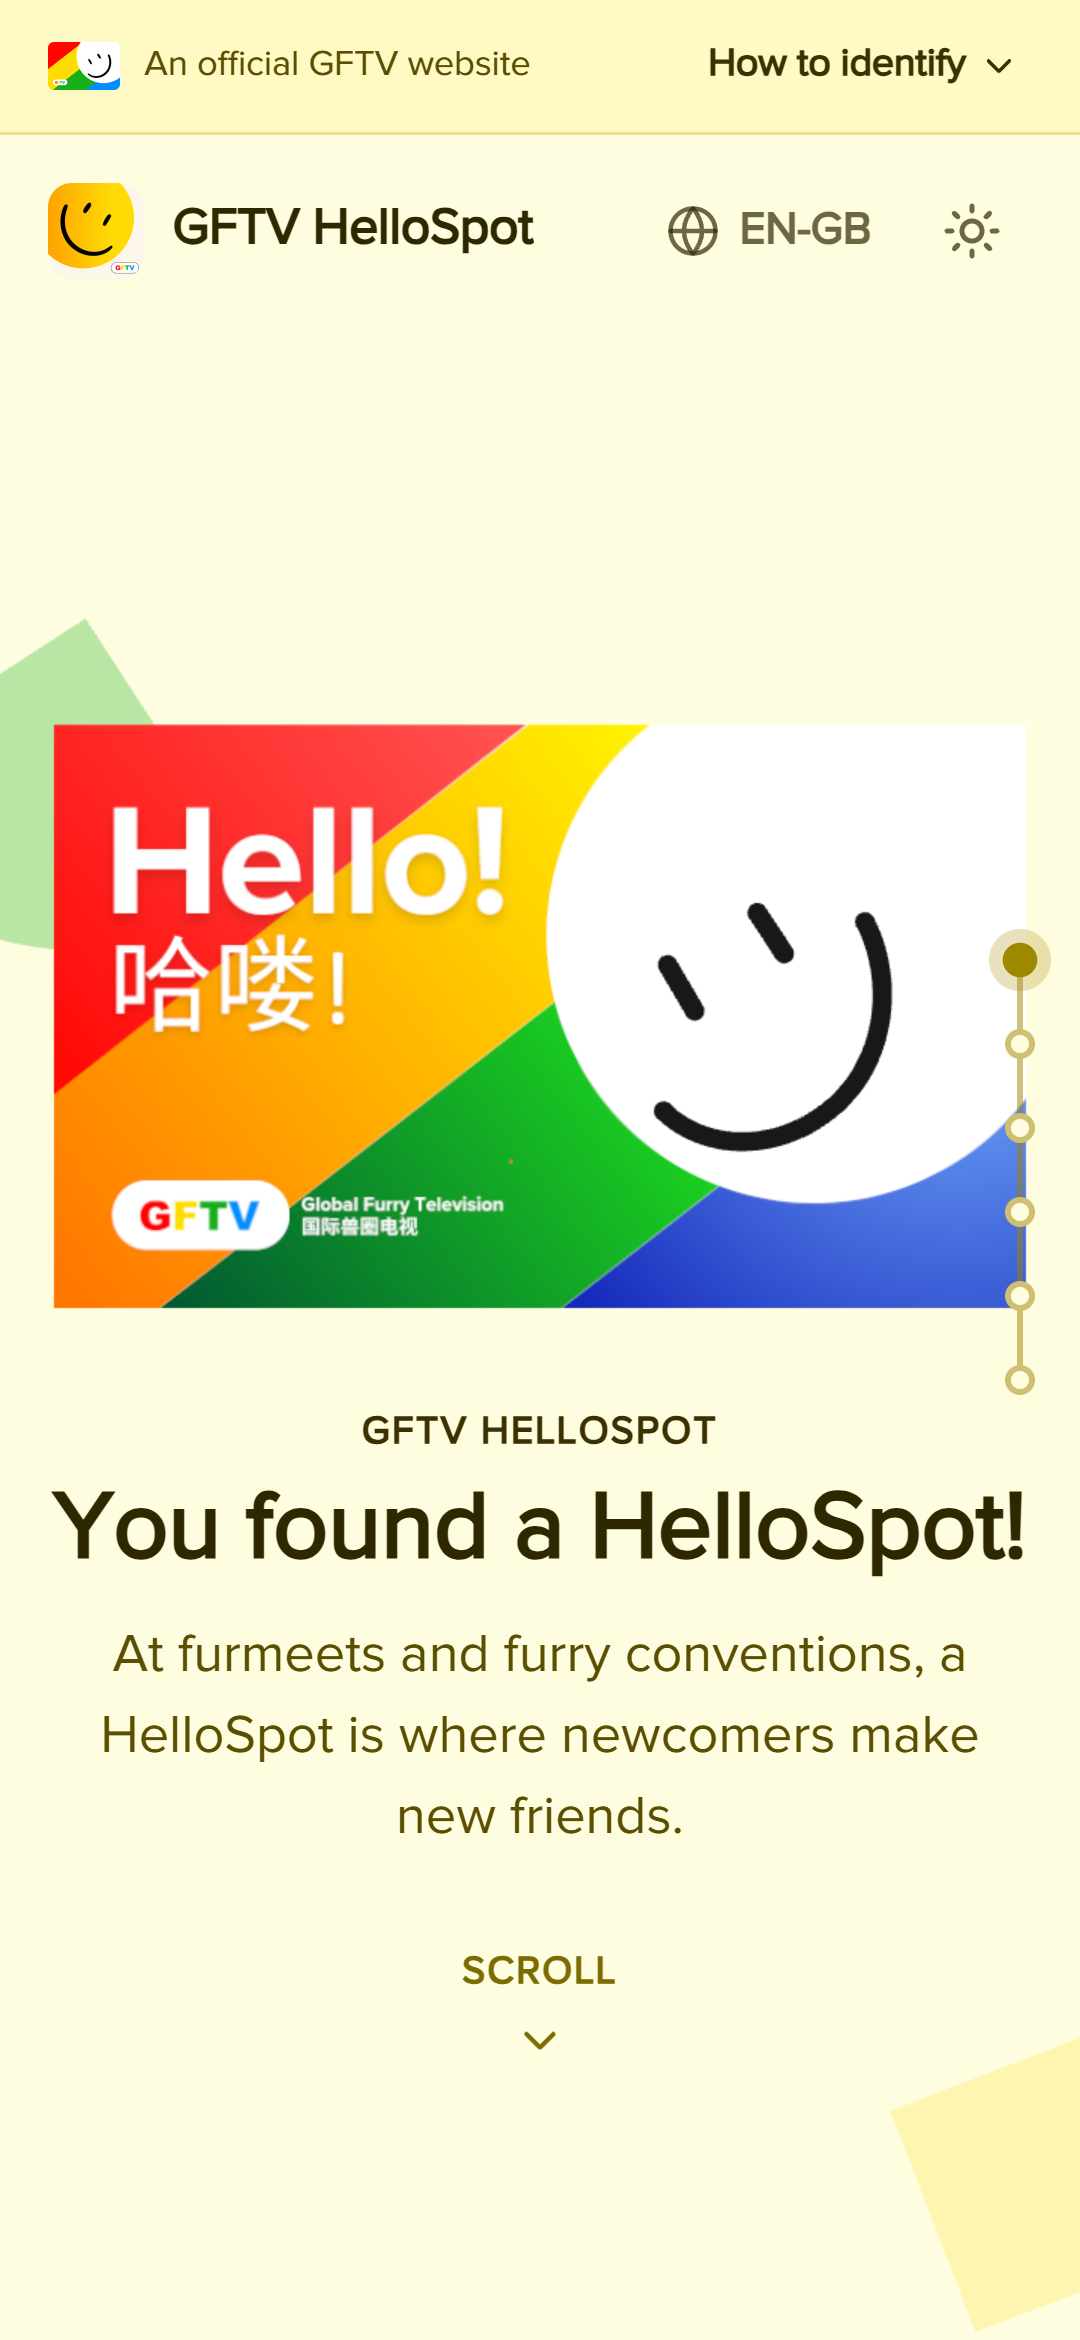 An official GFTV website
How to identify
GFTV HelloSpot
EN-GB
Hello!
哈喽!
GFTV
Global Furry Television
国际兽圈电视
GFTV HELLOSPOT
You found a HelloSpot!
At furmeets and furry conventions, a
HelloSpot is where newcomers make
new friends.
SCROLL